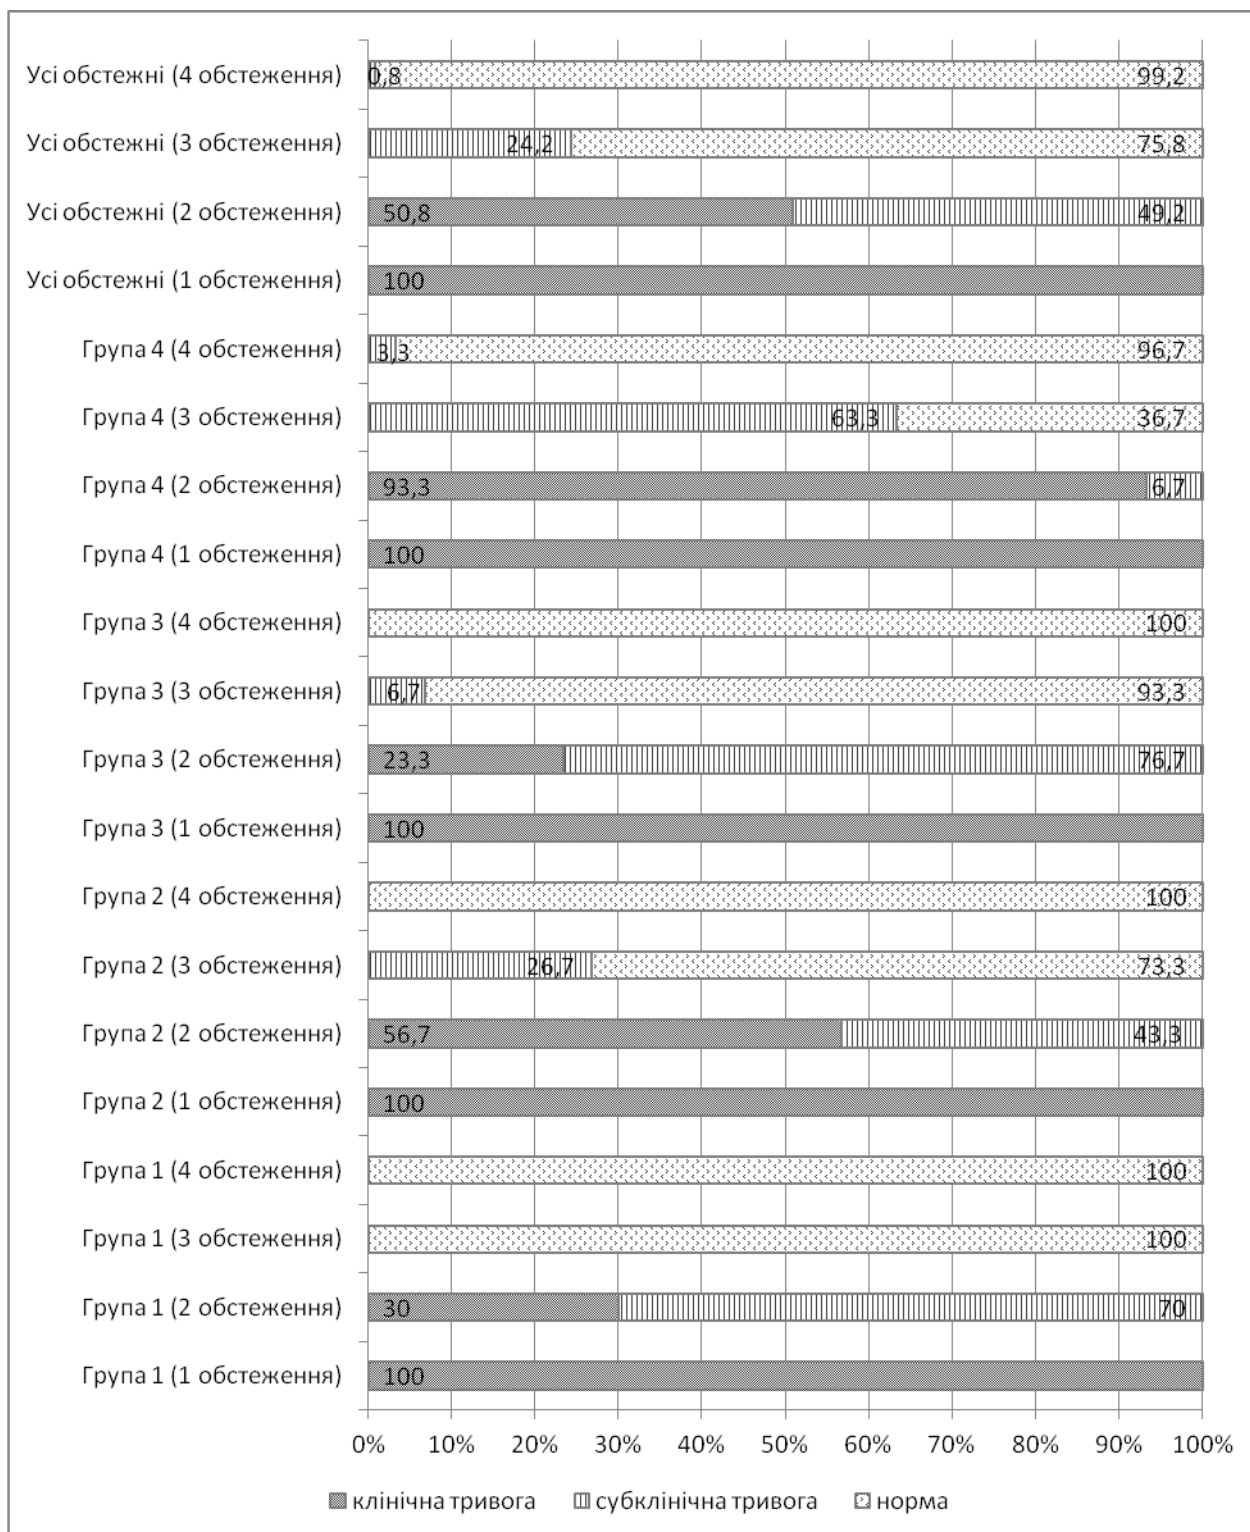 Усі обстежні (4 обстеження) 0,8 99,2
Усі обстежні (3 обстеження) 24,2 75,8
Усі обстежні (2 обстеження) 50,8 49,2
Усі обстежні (1 обстеження) 100
Група 4 (4 обстеження) 3,3 96,7
Група 4 (3 обстеження) 63,3 36,7
Група 4 (2 обстеження) 93,3 6,7
Група 4 (1 обстеження) 100
Група 3 (4 обстеження) 100
Група 3 (3 обстеження) 6,7 93,3
Група 3 (2 обстеження) 23,3 76,7
Група 3 (1 обстеження) 100
Група 2 (4 обстеження) 100
Група 2 (3 обстеження) 26,7 73,3
Група 2 (2 обстеження) 56,7 43,3
Група 2 (1 обстеження) 100
Група 1 (4 обстеження) 100
Група 1 (3 обстеження) 100
Група 1 (2 обстеження) 30 70
Група 1 (1 обстеження) 100
0% 10% 20% 30% 40% 50% 60% 70% 80% 90% 100%
клінічна тривога субклінічна тривога норма